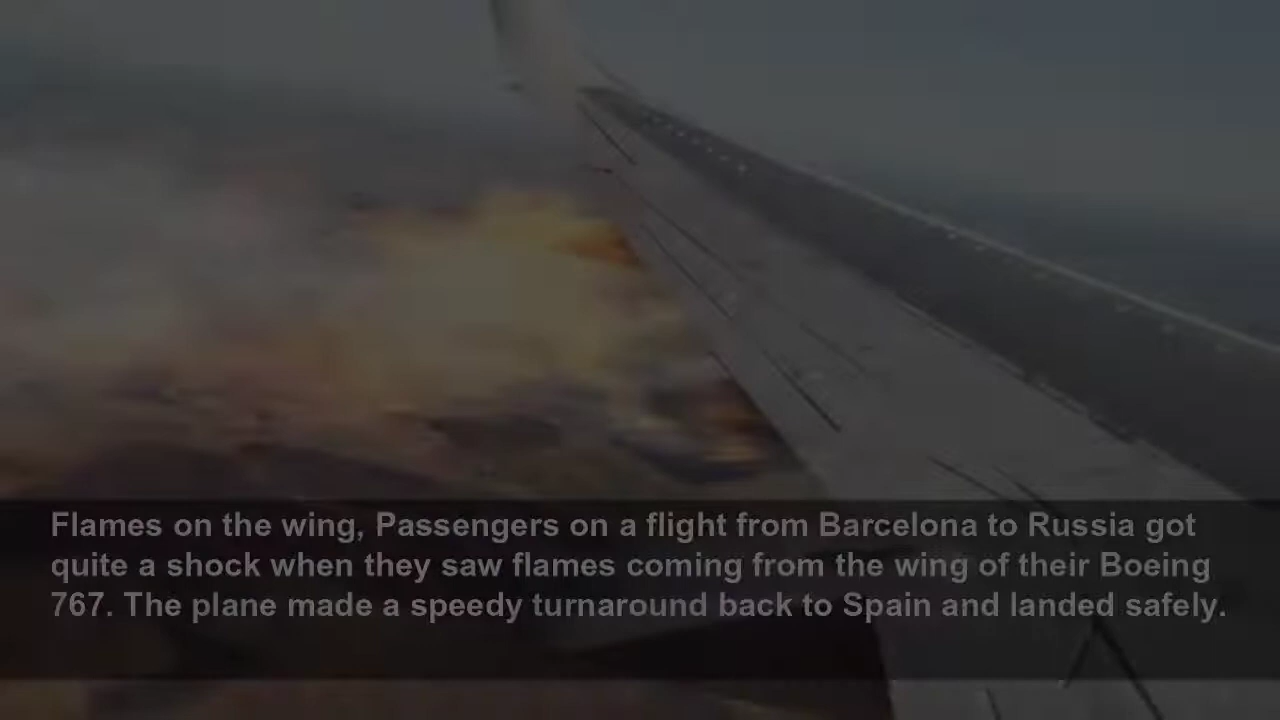 Flames on the wing, Passengers on a flight from Barcelona to Russia got
quite a shock when they saw flames coming from the wing of their Boeing
767. The plane made a speedy turnaround back to Spain and landed safely.